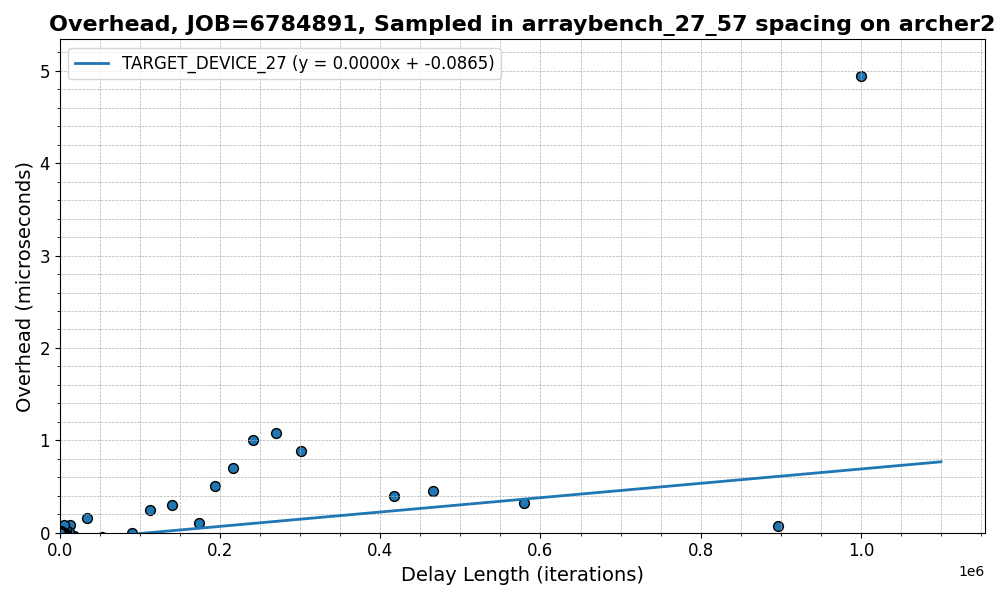 Overhead, JOB=6784891, Sampled in arraybench_27_57 spacing on archer2
TARGET_DEVICE_27 (y = 0.0000x + -0.0865)
Overhead (microseconds)
5
4
3
2
1
0
0.0 0.2 0.4 0.6 0.8 1.0
1e6
Delay Length (iterations)